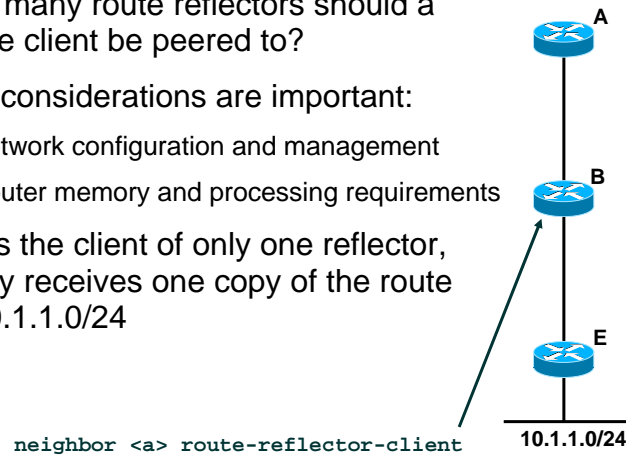 many route reflectors should a
e client be peered to?
considerations are important:
twork configuration and management
uter memory and processing requirements
s the client of only one reflector,
y receives one copy of the route
0.1.1.0/24
A
B
E
neighbor <a> route-reflector-client
10.1.1.0/24